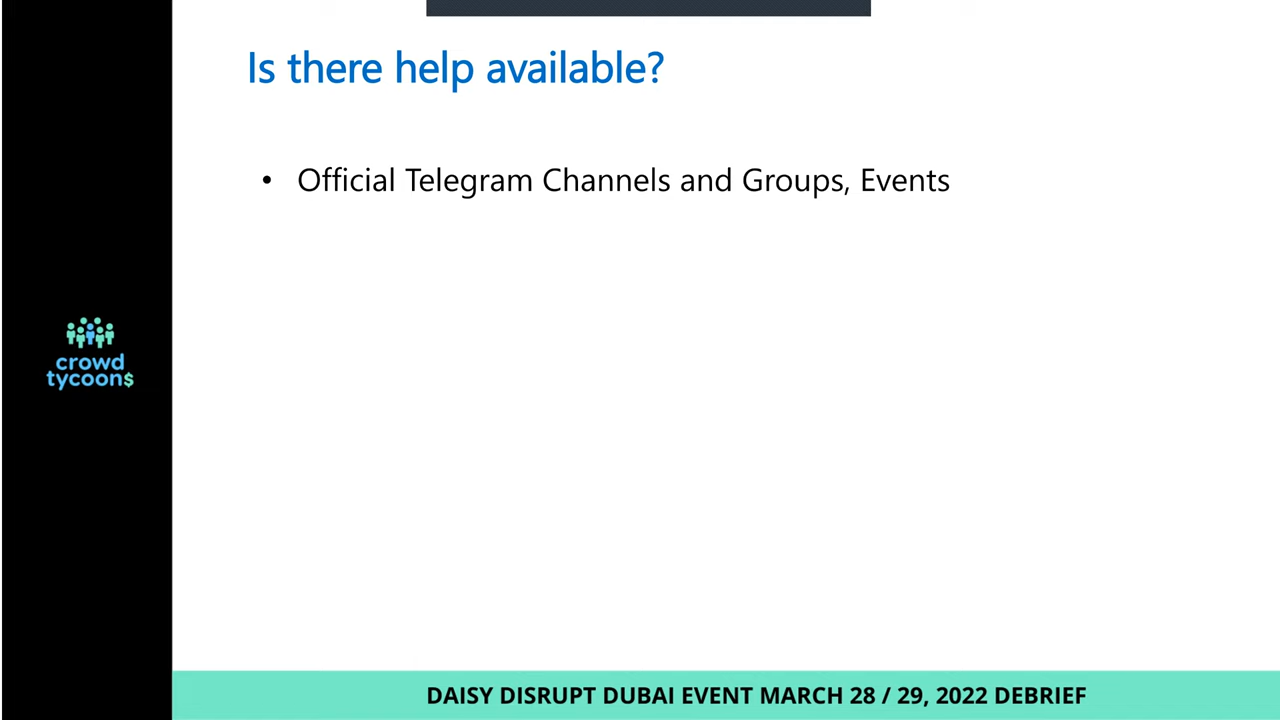 Is there help available?
• Official Telegram Channels and Groups, Events
crowd
tycoon$
DAISY DISRUPT DUBAI EVENT MARCH 28 / 29, 2022 DEBRIEF